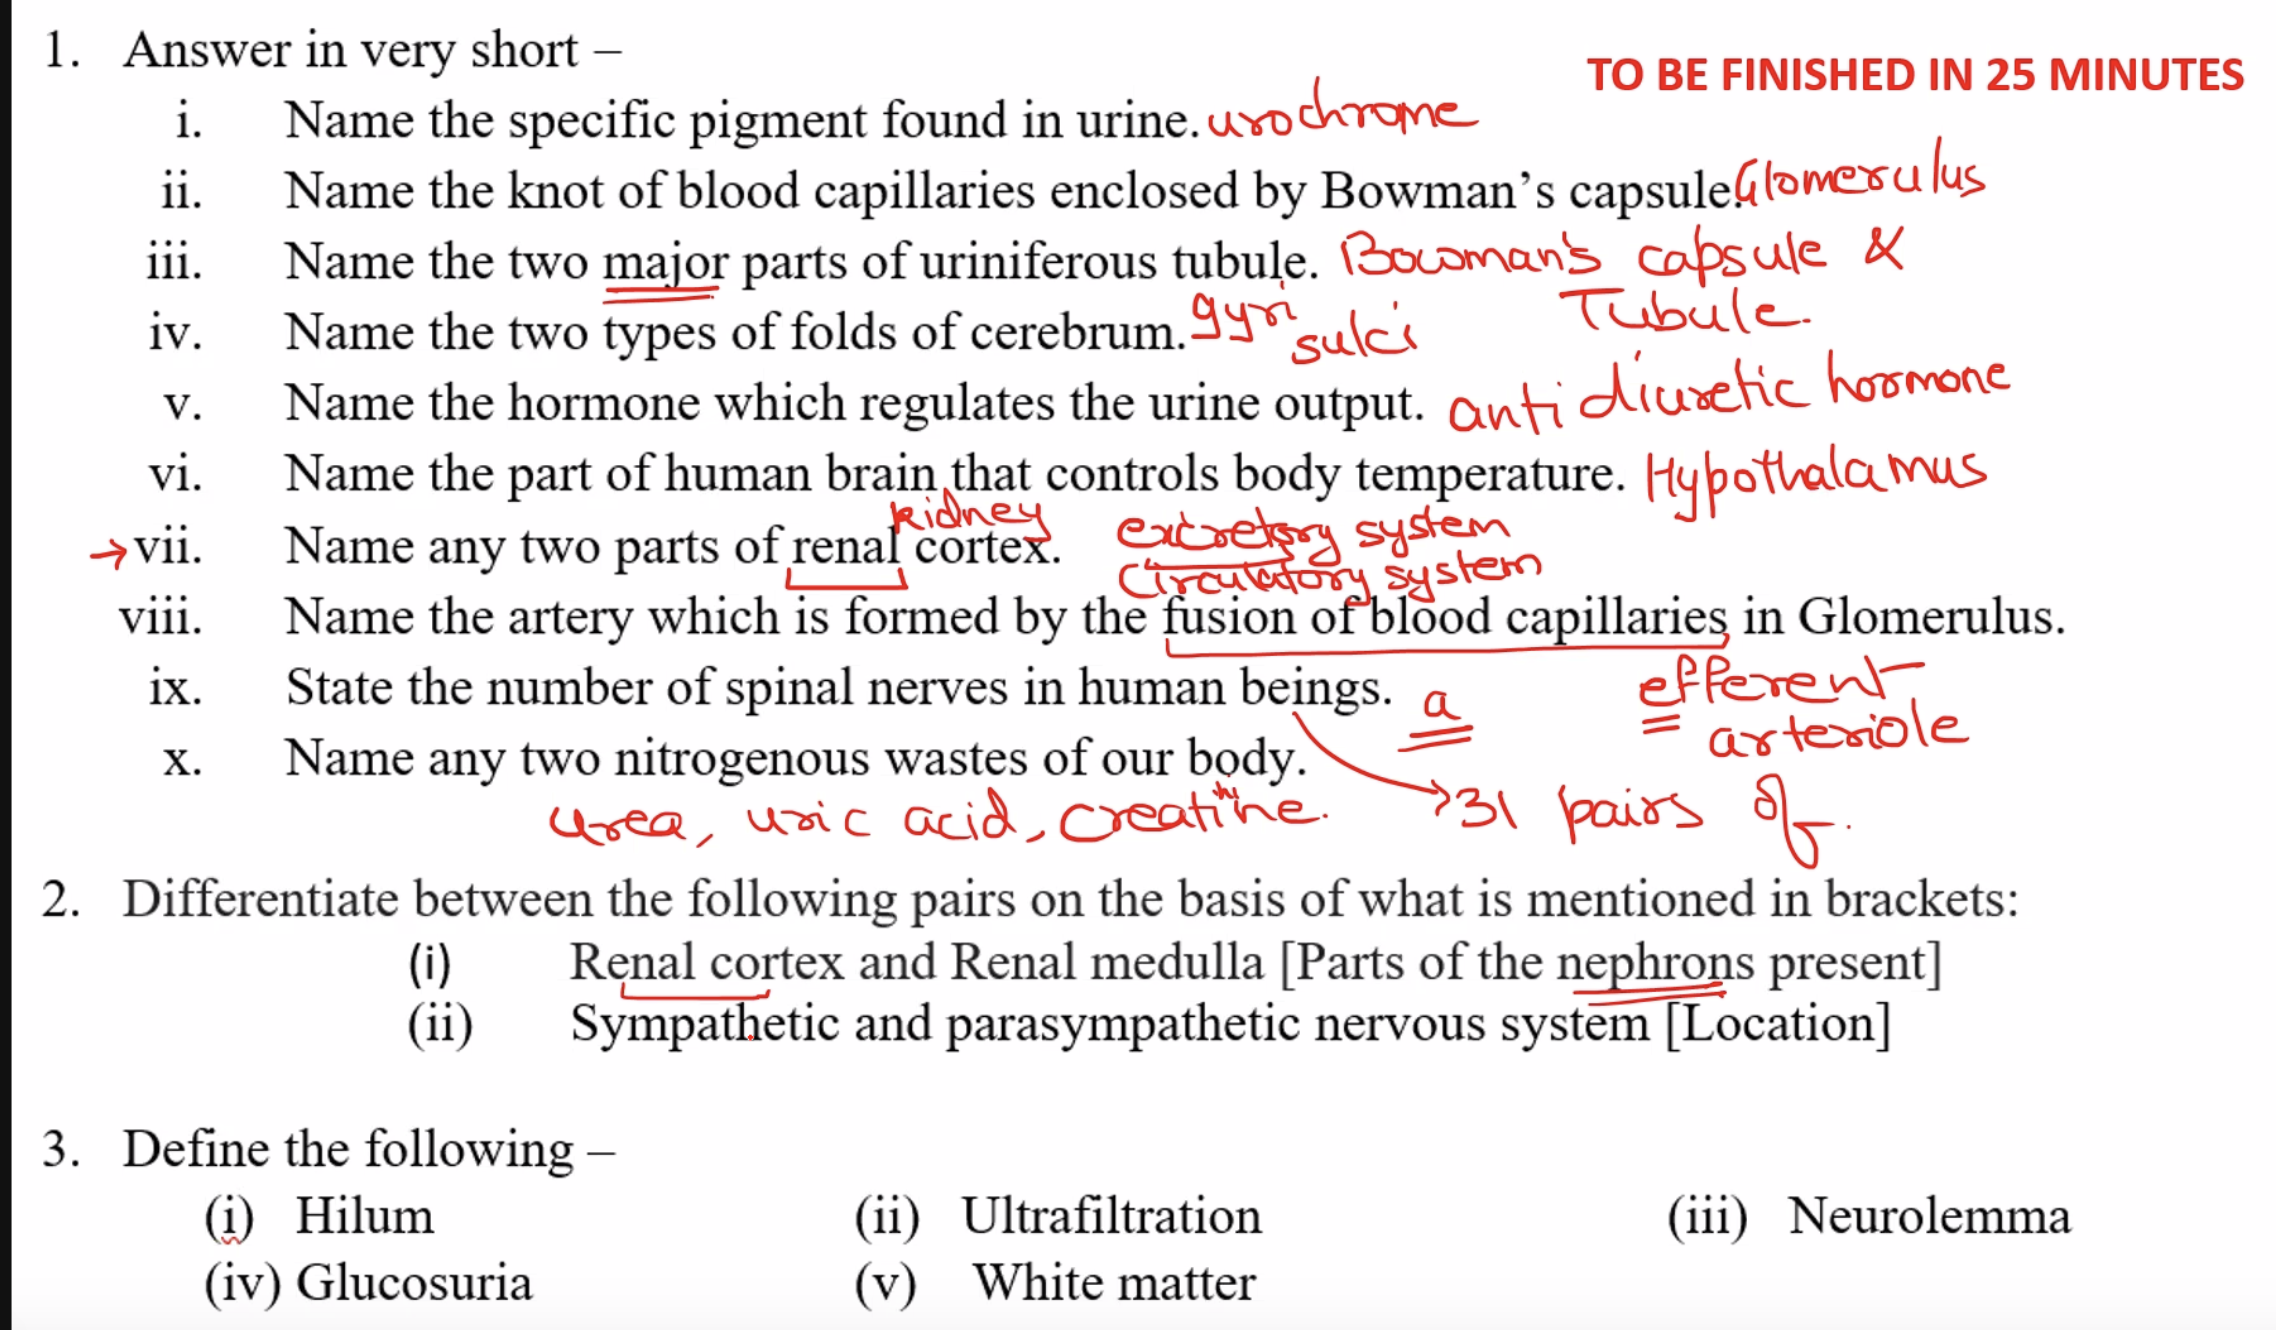 1. Answer in very short –
TO BE FINISHED IN 25 MINUTES
i. Name the specific pigment found in urine. urochrome
ii. Name the knot of blood capillaries enclosed by Bowman's capsule. Glomerulus
iii. Name the two major parts of uriniferous tubule. Bowman's capsule &
Tubule.
iv. Name the two types of folds of cerebrum. gyri
sulci
v. Name the hormone which regulates the urine output. antidiuretic hormone
vi. Name the part of human brain that controls body temperature. Hypothalamus
kidney
excretory system
→ vii. Name any two parts of renal cortex.
Circulatory system
viii. Name the artery which is formed by the fusion of blood capillaries in Glomerulus.
efferent
ix. State the number of spinal nerves in human beings. a
arteriole
x. Name any two nitrogenous wastes of our body.
urea, uric acid, creatinine. → 31 pairs of.
2. Differentiate between the following pairs on the basis of what is mentioned in brackets:
(i) Renal cortex and Renal medulla [Parts of the nephrons present]
(ii) Sympathetic and parasympathetic nervous system [Location]
3. Define the following –
(i) Hilum (ii) Ultrafiltration (iii) Neurolemma
(iv) Glucosuria (v) White matter